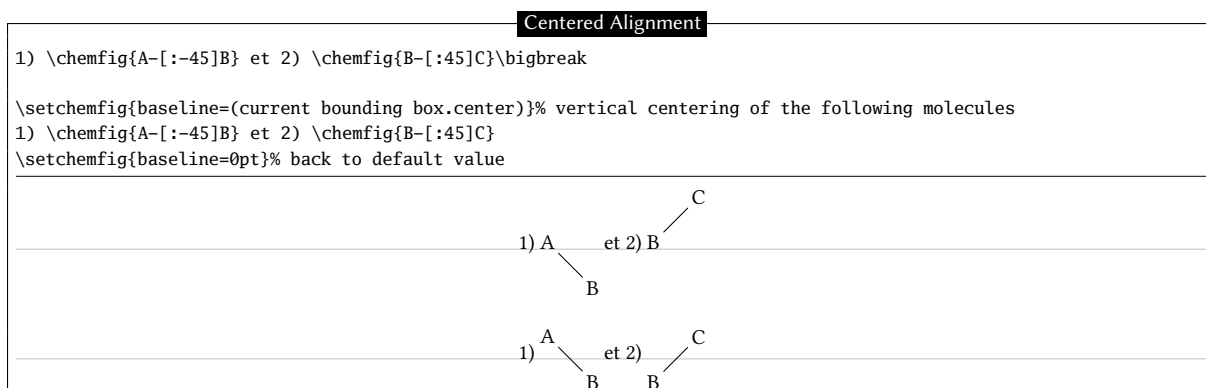 Centered Alignment
1) \chemfig{A-[:-45]B} et 2) \chemfig{B-[:45]C}\bigbreak
\setchemfig{baseline=(current bounding box.center)}% vertical centering of the following molecules
1) \chemfig{A-[:-45]B} et 2) \chemfig{B-[:45]C}
\setchemfig{baseline=0pt}% back to default value
C
1) A et 2) B
B
A C
1) et 2)
B B